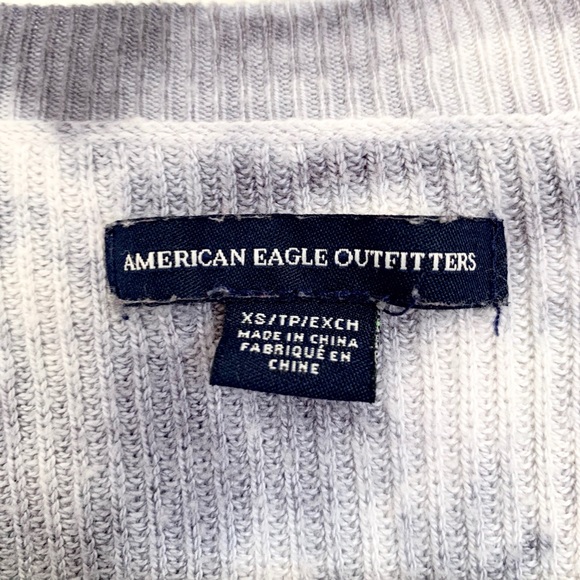 AMERICAN EAGLE OUTFITTERS
XS/TP/EXCH
MADE IN CHINA
FABRIQUÉ EN
CHINE